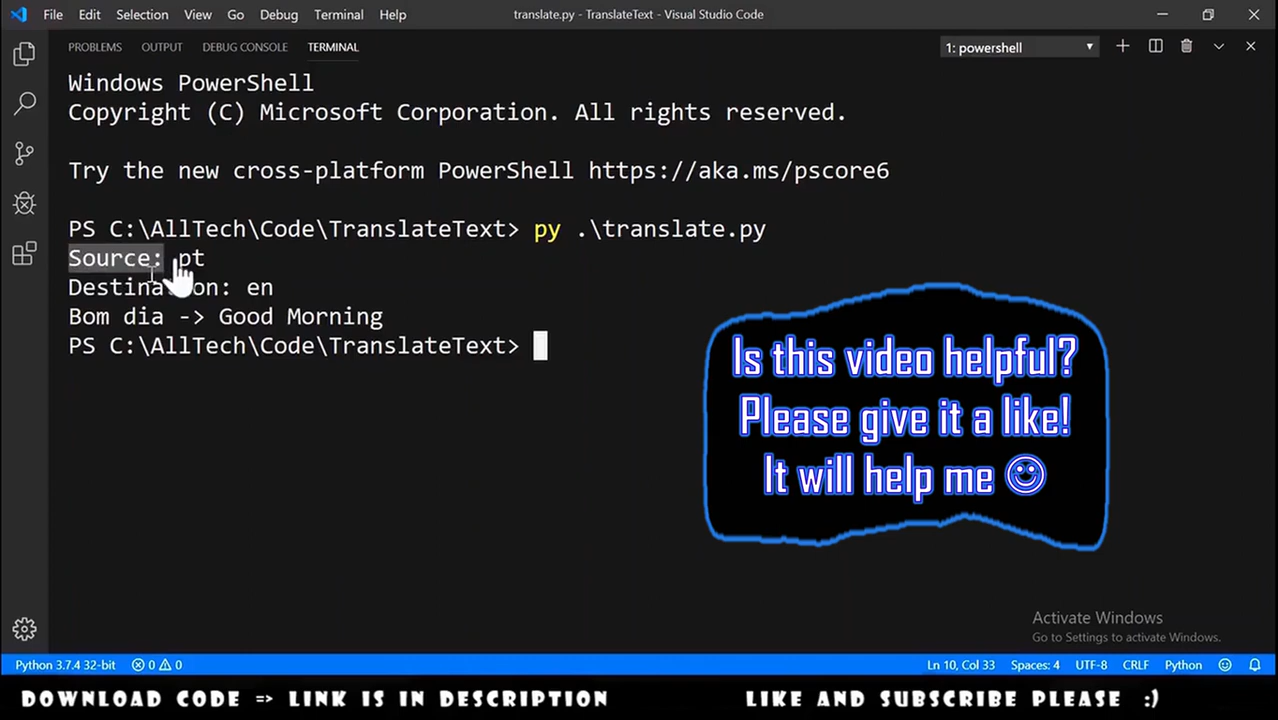 File Edit Selection View Go Debug Terminal Help translate.py - TranslateText - Visual Studio Code
PROBLEMS OUTPUT DEBUG CONSOLE TERMINAL 1: powershell
Windows PowerShell
Copyright (C) Microsoft Corporation. All rights reserved.
Try the new cross-platform PowerShell https://aka.ms/pscore6
PS C:\AllTech\Code\TranslateText> py .\translate.py
Source: pt
Destination: en
Bom dia -> Good Morning
PS C:\AllTech\Code\TranslateText>
Is this video helpful?
Please give it a like!
It will help me ☺
Activate Windows
Go to Settings to activate Windows.
Python 3.7.4 32-bit 0 0 Ln 10, Col 33 Spaces: 4 UTF-8 CRLF Python
DOWNLOAD CODE => LINK IS IN DESCRIPTION LIKE AND SUBSCRIBE PLEASE :)